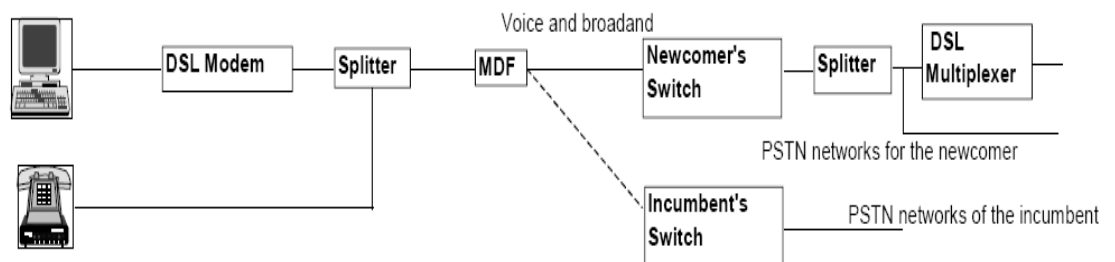 Voice and broadand
DSL Modem
Splitter
MDF
Newcomer's
Switch
Splitter
DSL
Multiplexer
PSTN networks for the newcomer
Incumbent's
Switch
PSTN networks of the incumbent